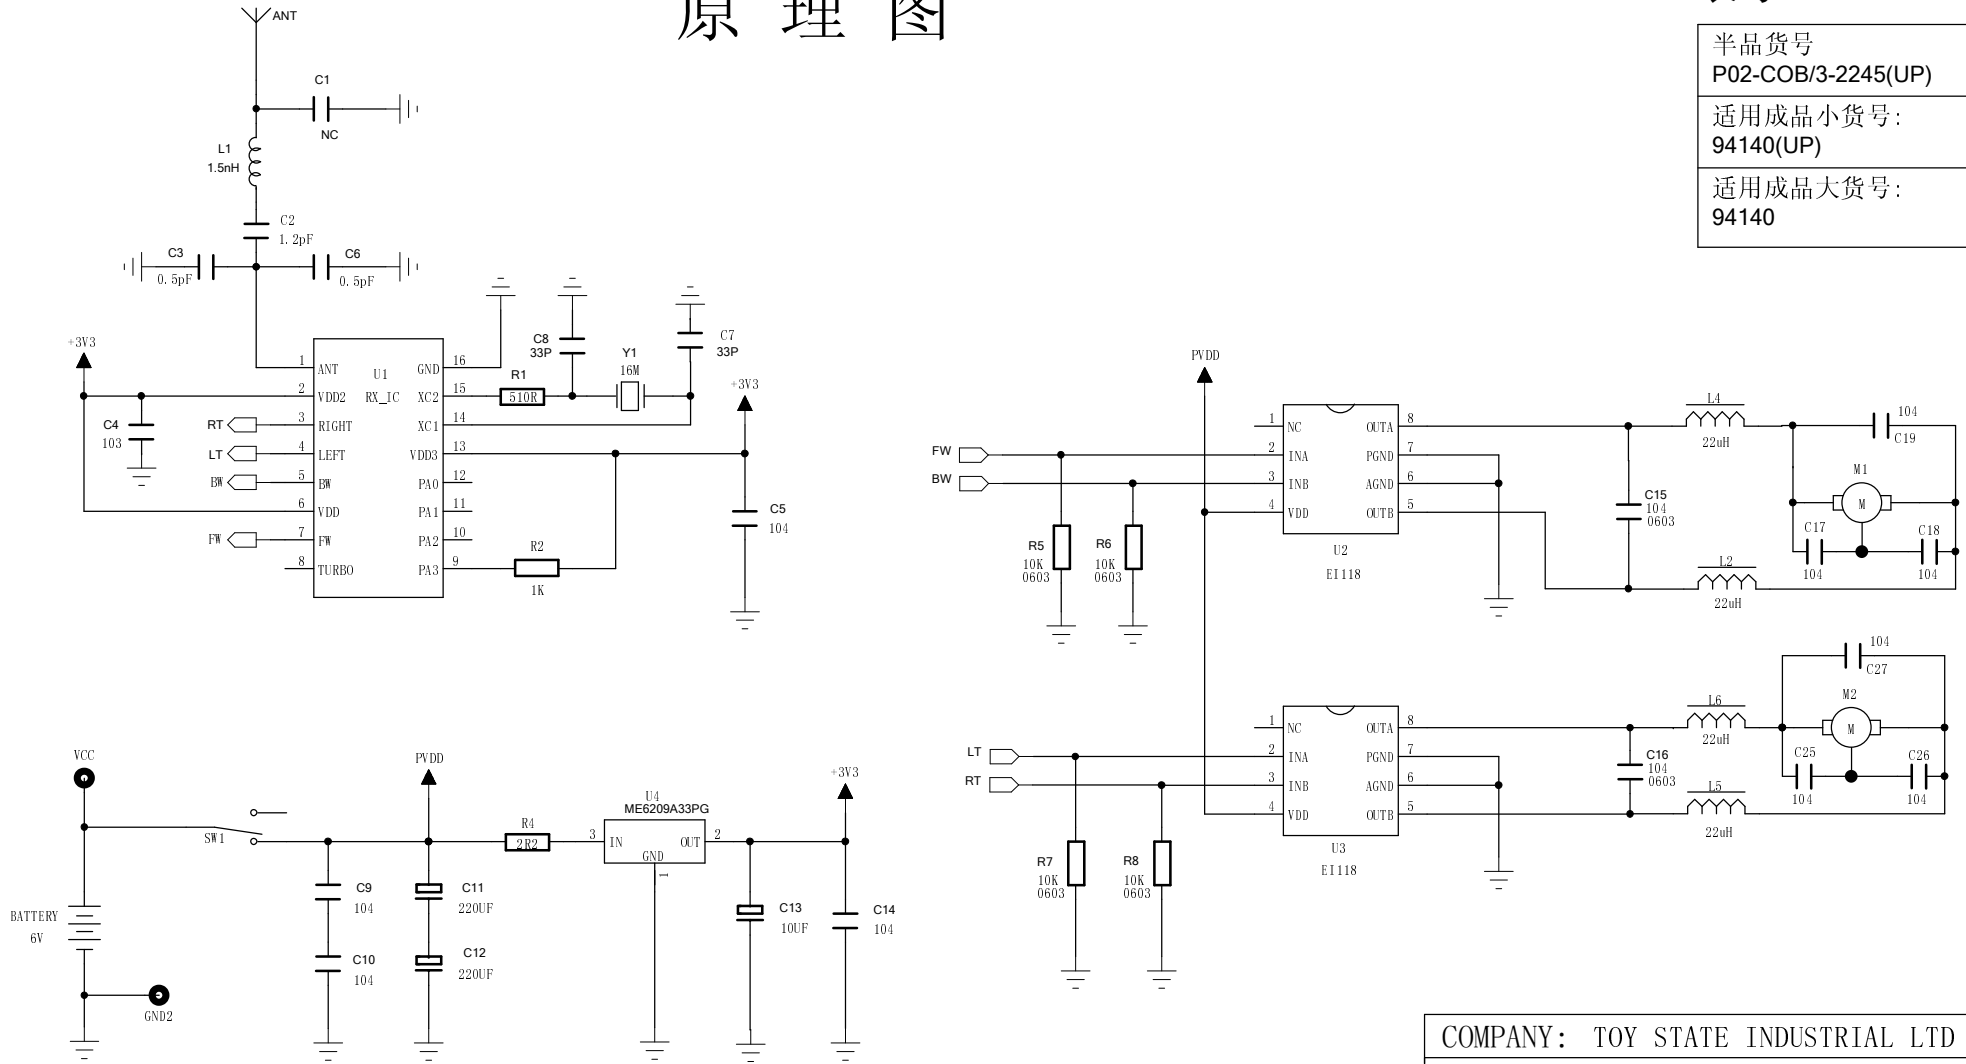 原 理 图
半品货号
P02-COB/3-2245(UP)
适用成品小货号:
94140(UP)
适用成品大货号:
94140
ANT
C1
NC
L1
1.5nH
C2
1.2pF
C3
0.5pF
C6
0.5pF
+3V3
C4
103
RT
LT
BW
FW
1 ANT
2 VDD2
3 RIGHT
4 LEFT
5 BW
6 VDD
7 FW
8 TURBO
U1
RX_IC
GND 16
XC2 15
XC1 14
VDD3 13
PA0 12
PA1 11
PA2 10
PA3 9
R1
510R
C8
33P
Y1
16M
C7
33P
+3V3
C5
104
R2
1K
VCC
BATTERY
6V
GND2
SW1
C9
104
C10
104
PVDD
C11
220UF
C12
220UF
R4
2R2
U4
ME6209A33PG
3 IN
OUT 2
GND
1
C13
10UF
+3V3
C14
104
PVDD
FW
BW
R5
10K
0603
R6
10K
0603
1 NC
2 INA
3 INB
4 VDD
OUTA 8
PGND 7
AGND 6
OUTB 5
U2
EI118
C15
104
0603
L4
22uH
L2
22uH
104
C19
M1
M
C17
104
C18
104
LT
RT
R7
10K
0603
R8
10K
0603
1 NC
2 INA
3 INB
4 VDD
OUTA 8
PGND 7
AGND 6
OUTB 5
U3
EI118
C16
104
0603
L6
22uH
L5
22uH
104
C27
M2
M
C25
104
C26
104
COMPANY: TOY STATE INDUSTRIAL LTD